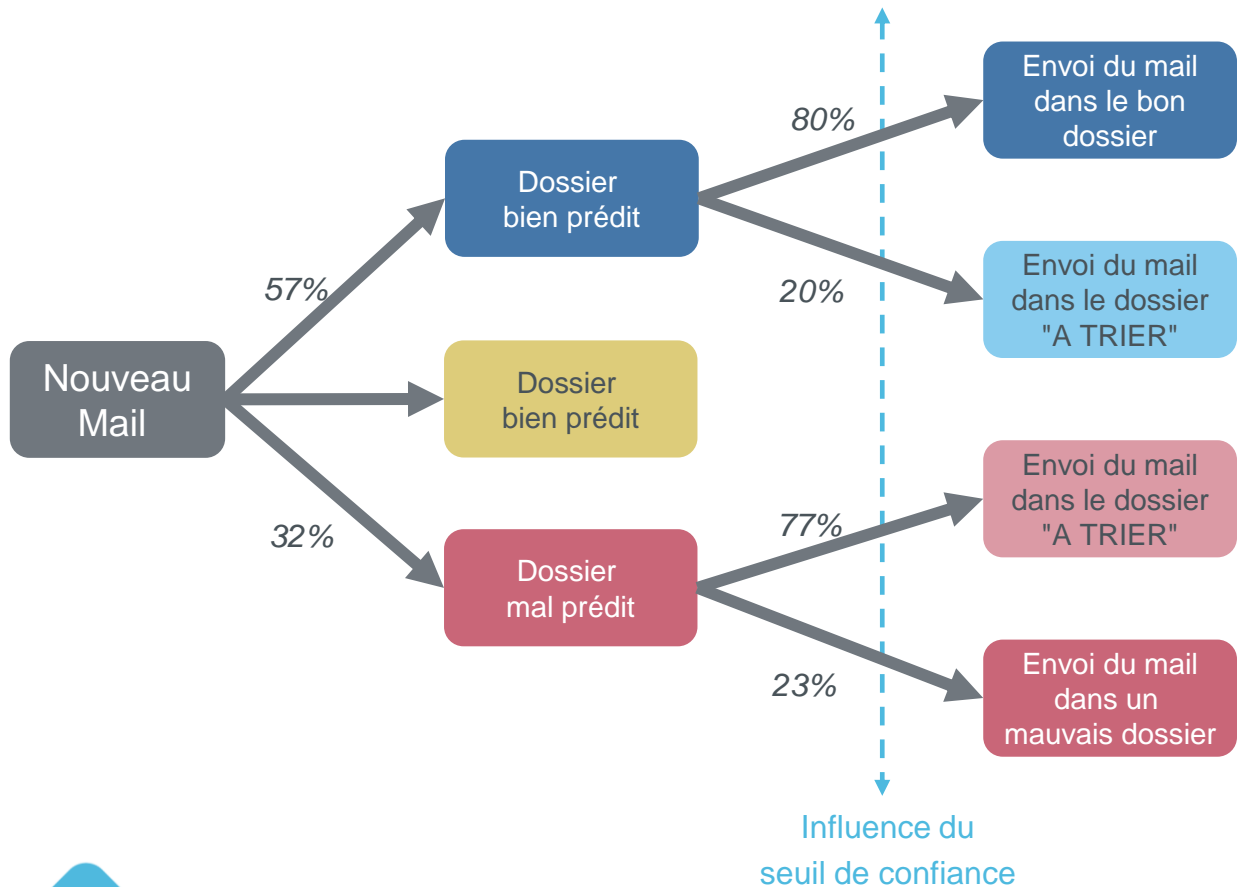 Envoi du mail
dans le bon
dossier
80%
Dossier
bien prédit
Envoi du mail
dans le dossier
"A TRIER"
20%
57%
Nouveau
Mail
Dossier
bien prédit
Envoi du mail
dans le dossier
"A TRIER"
77%
32%
Dossier
mal prédit
23%
Envoi du mail
dans un
mauvais dossier
Influence du
seuil de confiance